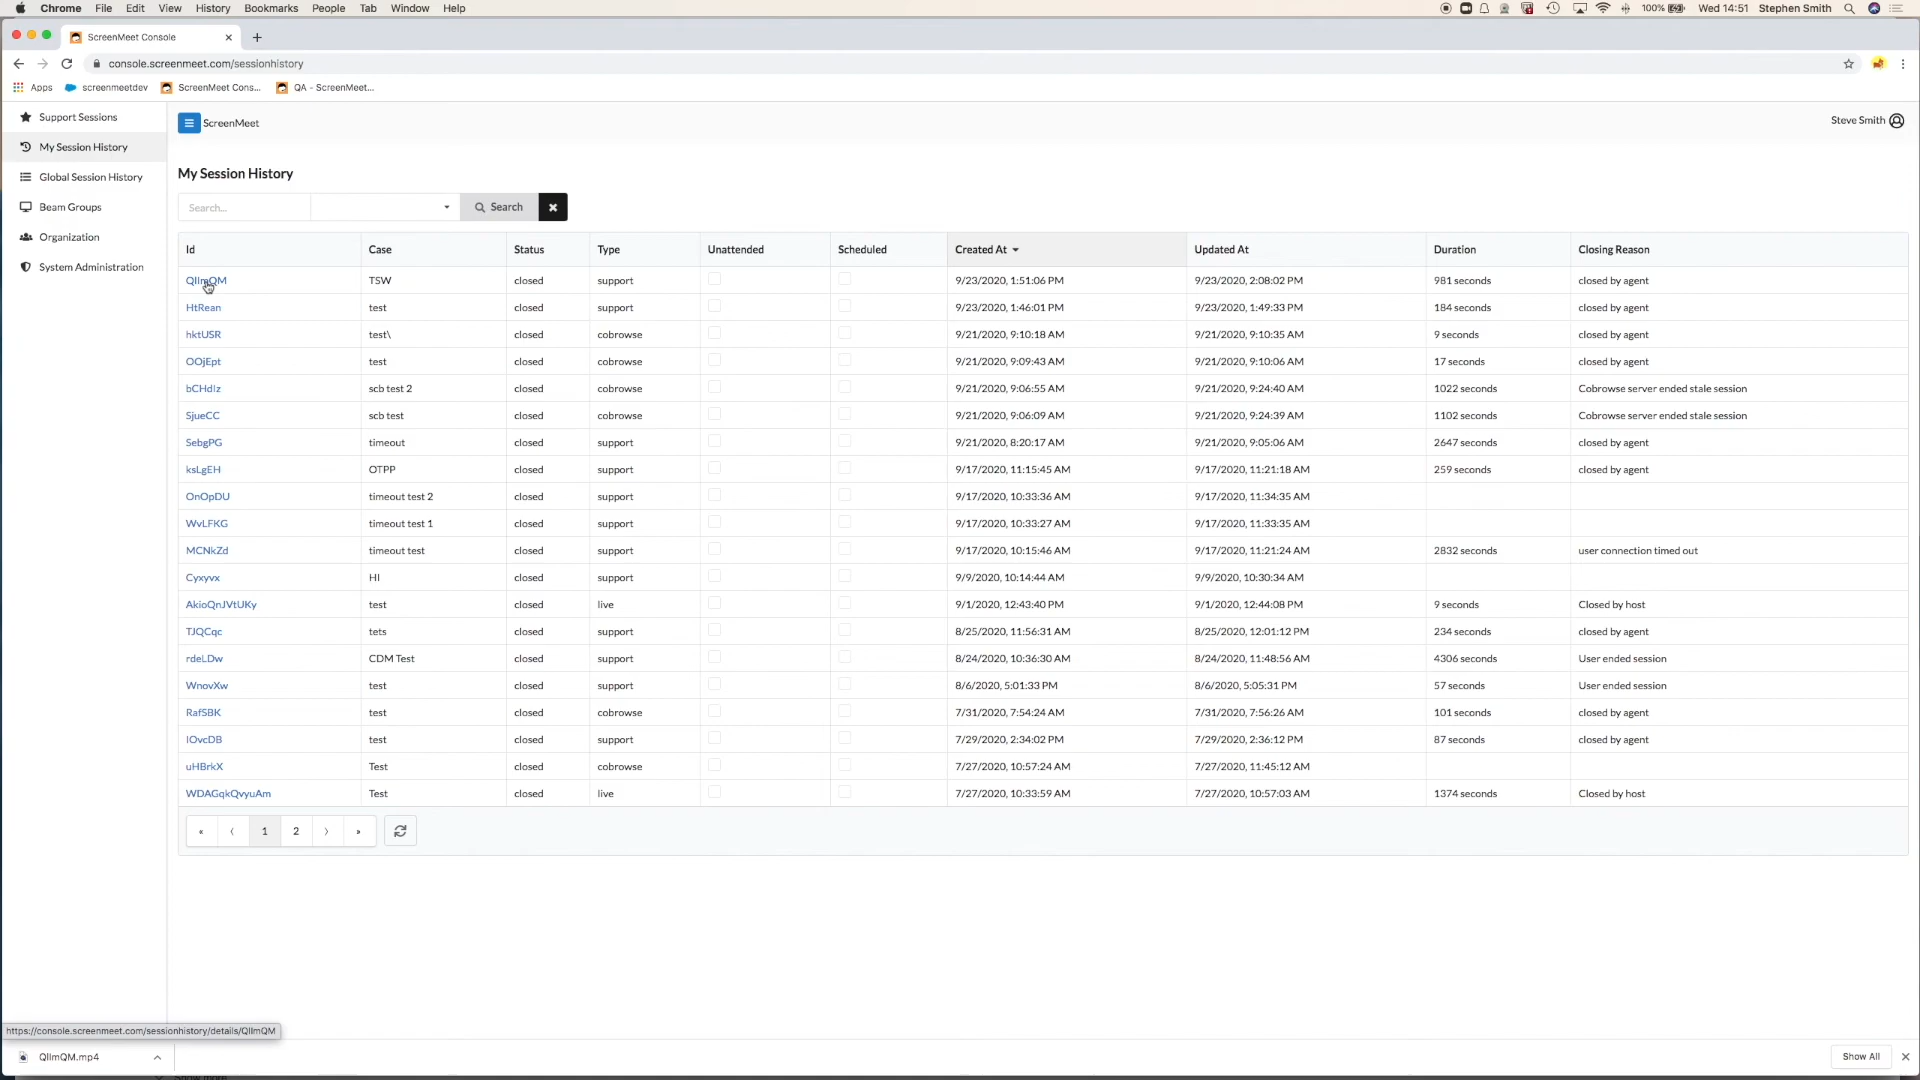 Chrome File Edit View History Bookmarks People Tab Window Help 100% Wed 14:51 Stephen Smith
ScreenMeet Console
console.screenmeet.com/sessionhistory
Apps screenmeetdev ScreenMeet Cons... QA - ScreenMeet...
Support Sessions
My Session History
Global Session History
Beam Groups
Organization
System Administration
ScreenMeet
Steve Smith
My Session History
Search... Search
Id Case Status Type Unattended Scheduled Created At Updated At Duration Closing Reason
QIlmQM TSW closed support 9/23/2020, 1:51:06 PM 9/23/2020, 2:08:02 PM 981 seconds closed by agent
HtRean test closed support 9/23/2020, 1:46:01 PM 9/23/2020, 1:49:33 PM 184 seconds closed by agent
hktUSR test\ closed cobrowse 9/21/2020, 9:10:18 AM 9/21/2020, 9:10:35 AM 9 seconds closed by agent
OOjEpt test closed cobrowse 9/21/2020, 9:09:43 AM 9/21/2020, 9:10:06 AM 17 seconds closed by agent
bCHdIz scb test 2 closed cobrowse 9/21/2020, 9:06:55 AM 9/21/2020, 9:24:40 AM 1022 seconds Cobrowse server ended stale session
SjueCC scb test closed cobrowse 9/21/2020, 9:06:09 AM 9/21/2020, 9:24:39 AM 1102 seconds Cobrowse server ended stale session
SebgPG timeout closed support 9/21/2020, 8:20:17 AM 9/21/2020, 9:05:06 AM 2647 seconds closed by agent
ksLgEH OTPP closed support 9/17/2020, 11:15:45 AM 9/17/2020, 11:21:18 AM 259 seconds closed by agent
OnOpDU timeout test 2 closed support 9/17/2020, 10:33:36 AM 9/17/2020, 11:34:35 AM
WvLFKG timeout test 1 closed support 9/17/2020, 10:33:27 AM 9/17/2020, 11:33:35 AM
MCNkZd timeout test closed support 9/17/2020, 10:15:46 AM 9/17/2020, 11:21:24 AM 2832 seconds user connection timed out
Cyxyvx HI closed support 9/9/2020, 10:14:44 AM 9/9/2020, 10:30:34 AM
AkioQnJVtUKy test closed live 9/1/2020, 12:43:40 PM 9/1/2020, 12:44:08 PM 9 seconds Closed by host
TJQCqc tets closed support 8/25/2020, 11:56:31 AM 8/25/2020, 12:01:12 PM 234 seconds closed by agent
rdeLDw CDM Test closed support 8/24/2020, 10:36:30 AM 8/24/2020, 11:48:56 AM 4306 seconds User ended session
WnovXw test closed support 8/6/2020, 5:01:33 PM 8/6/2020, 5:05:31 PM 57 seconds User ended session
RafSBK test closed cobrowse 7/31/2020, 7:54:24 AM 7/31/2020, 7:56:26 AM 101 seconds closed by agent
IOvcDB test closed support 7/29/2020, 2:34:02 PM 7/29/2020, 2:36:12 PM 87 seconds closed by agent
uHBrkX Test closed cobrowse 7/27/2020, 10:57:24 AM 7/27/2020, 11:45:12 AM
WDAGqkQvyuAm Test closed live 7/27/2020, 10:33:59 AM 7/27/2020, 10:57:03 AM 1374 seconds Closed by host
« ‹ 1 2 › »
https://console.screenmeet.com/sessionhistory/details/QIlmQM
QIlmQM.mp4 Show All
Show more